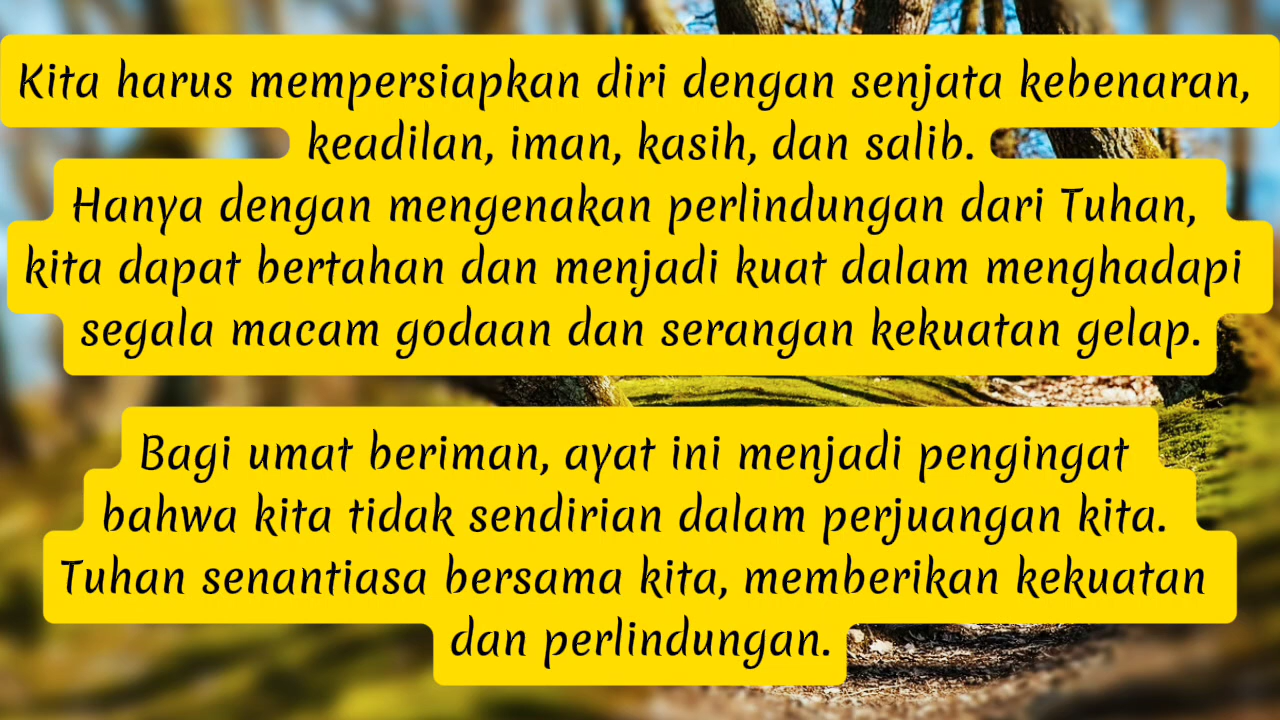 Kita harus mempersiapkan diri dengan senjata kebenaran,
keadilan, iman, kasih, dan salib.
Hanya dengan mengenakan perlindungan dari Tuhan,
kita dapat bertahan dan menjadi kuat dalam menghadapi
segala macam godaan dan serangan kekuatan gelap.
Bagi umat beriman, ayat ini menjadi pengingat
bahwa kita tidak sendirian dalam perjuangan kita.
Tuhan senantiasa bersama kita, memberikan kekuatan
dan perlindungan.